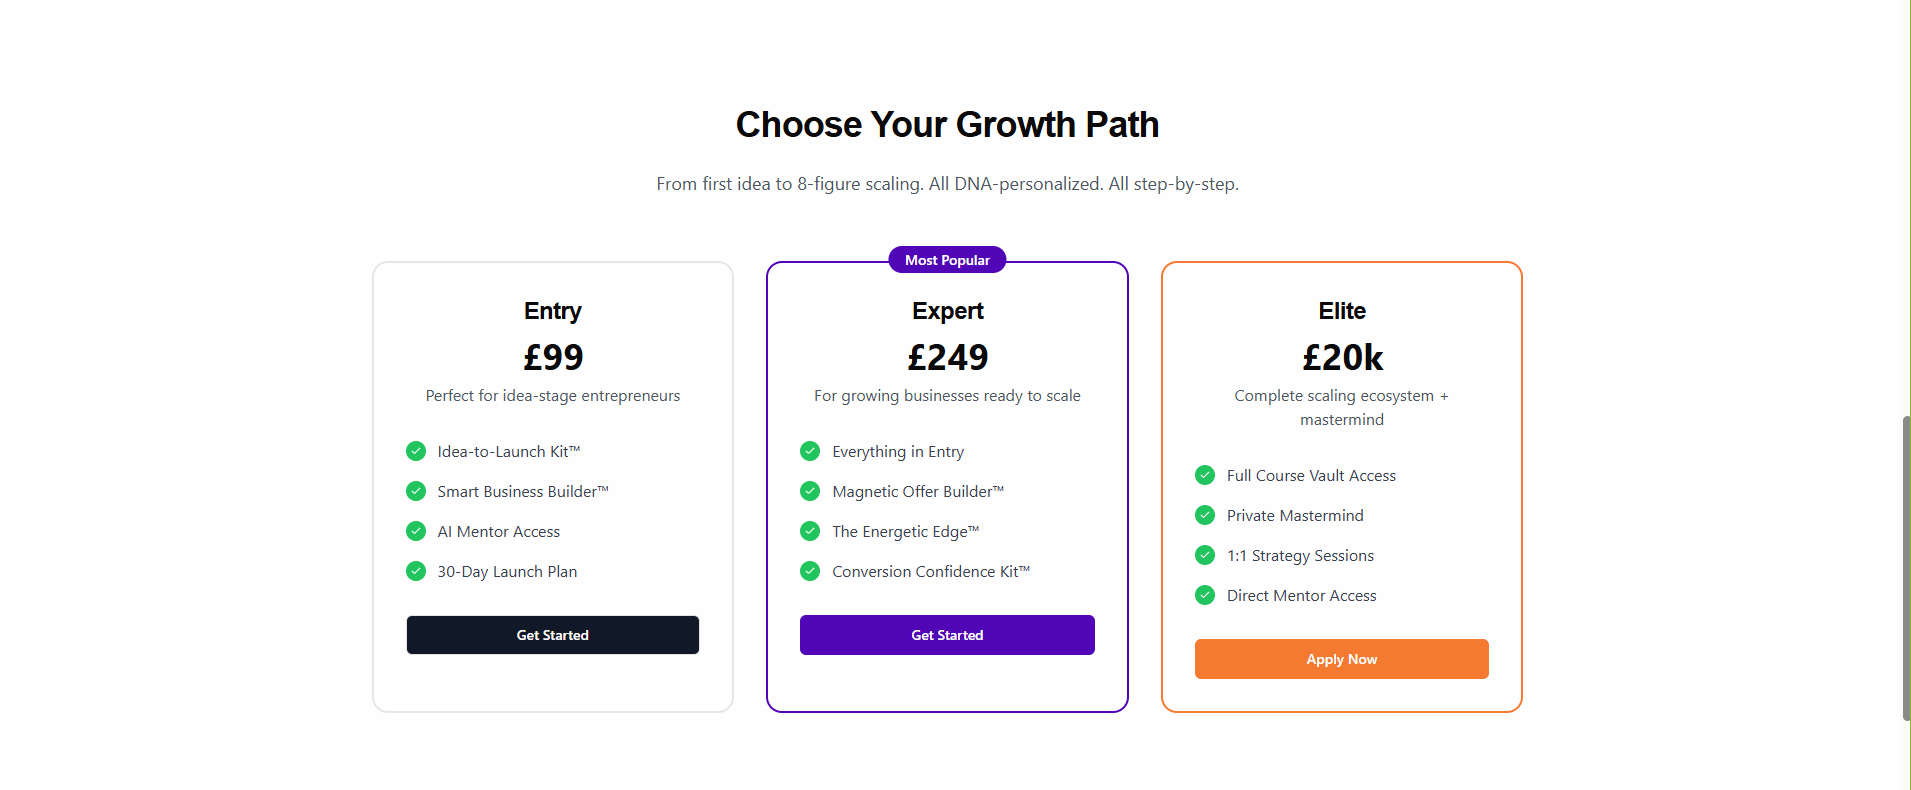 Choose Your Growth Path
From first idea to 8-figure scaling. All DNA-personalized. All step-by-step.
Entry
£99
Perfect for idea-stage entrepreneurs
Idea-to-Launch Kit™
Smart Business Builder™
AI Mentor Access
30-Day Launch Plan
Get Started
Most Popular
Expert
£249
For growing businesses ready to scale
Everything in Entry
Magnetic Offer Builder™
The Energetic Edge™
Conversion Confidence Kit™
Get Started
Elite
£20k
Complete scaling ecosystem +
mastermind
Full Course Vault Access
Private Mastermind
1:1 Strategy Sessions
Direct Mentor Access
Apply Now